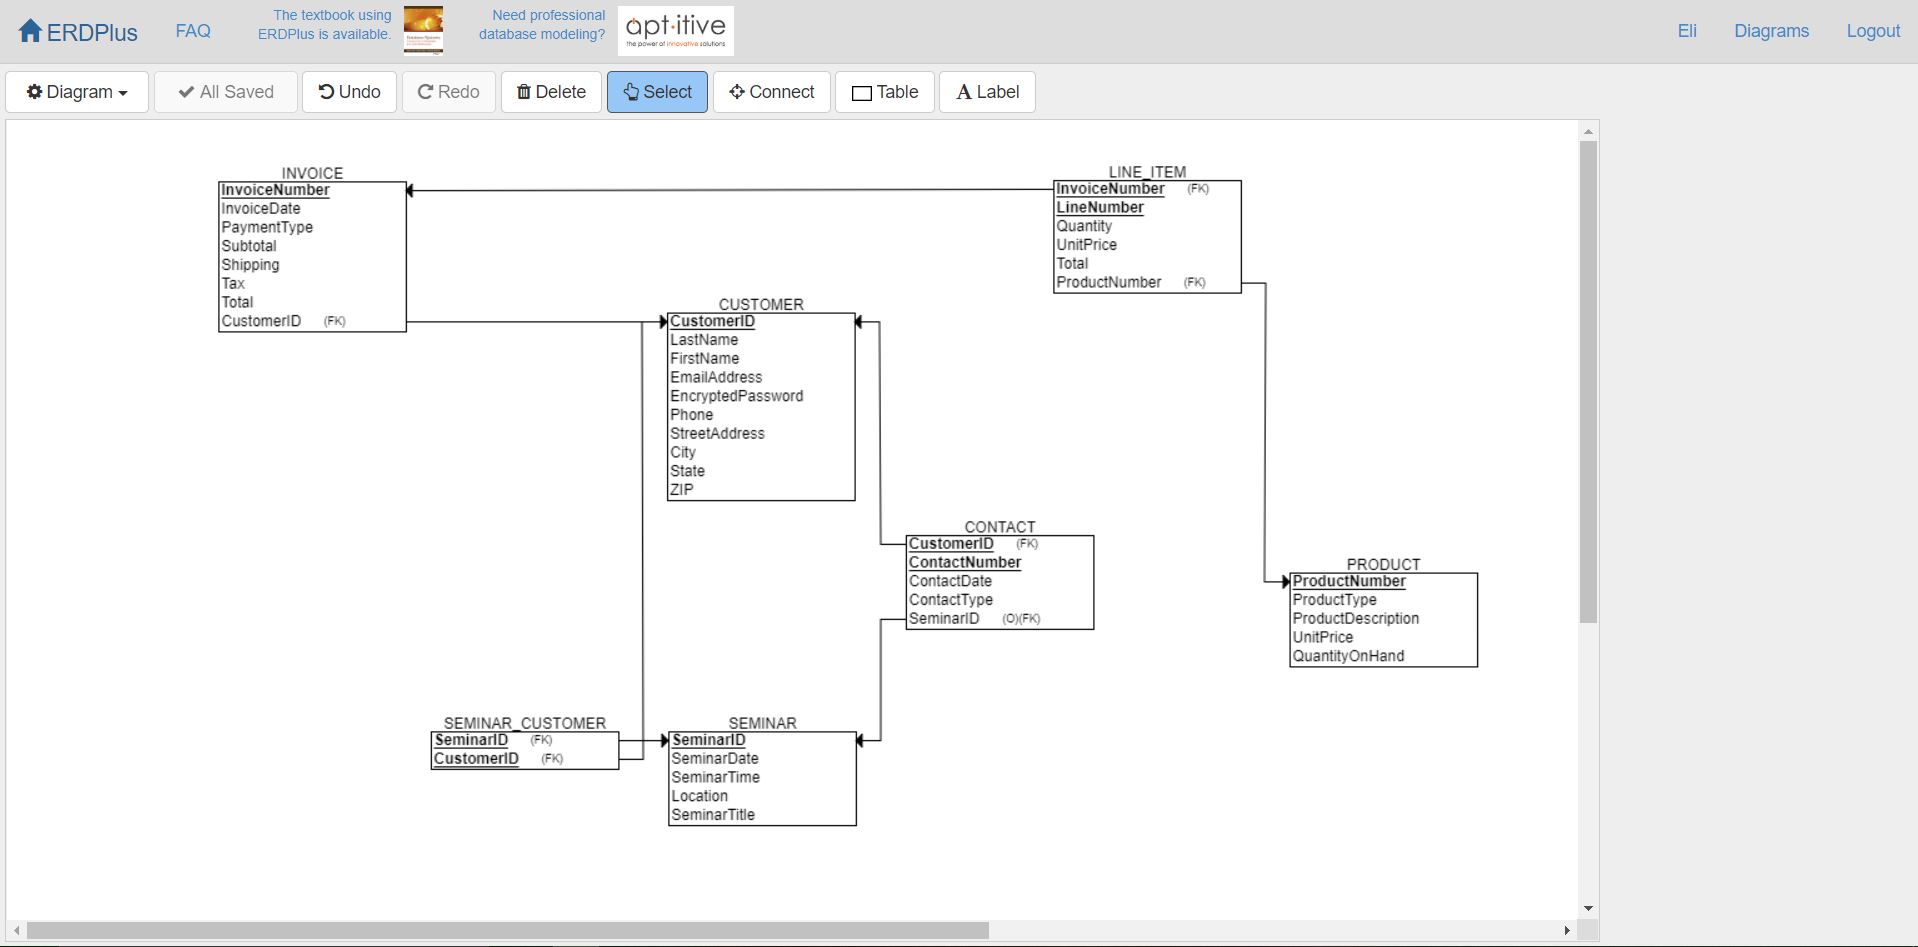 ERDPlus
FAQ
The textbook using
ERDPlus is available.
Need professional
database modeling?
apt·itive
the power of innovative solutions
Eli
Diagrams
Logout
Diagram
All Saved
Undo
Redo
Delete
Select
Connect
Table
A Label
INVOICE
InvoiceNumber
InvoiceDate
PaymentType
Subtotal
Shipping
Tax
Total
CustomerID (FK)
LINE_ITEM
InvoiceNumber (FK)
LineNumber
Quantity
UnitPrice
Total
ProductNumber (FK)
CUSTOMER
CustomerID
LastName
FirstName
EmailAddress
EncryptedPassword
Phone
StreetAddress
City
State
ZIP
CONTACT
CustomerID (FK)
ContactNumber
ContactDate
ContactType
SeminarID (O)(FK)
PRODUCT
ProductNumber
ProductType
ProductDescription
UnitPrice
QuantityOnHand
SEMINAR_CUSTOMER
SeminarID (FK)
CustomerID (FK)
SEMINAR
SeminarID
SeminarDate
SeminarTime
Location
SeminarTitle